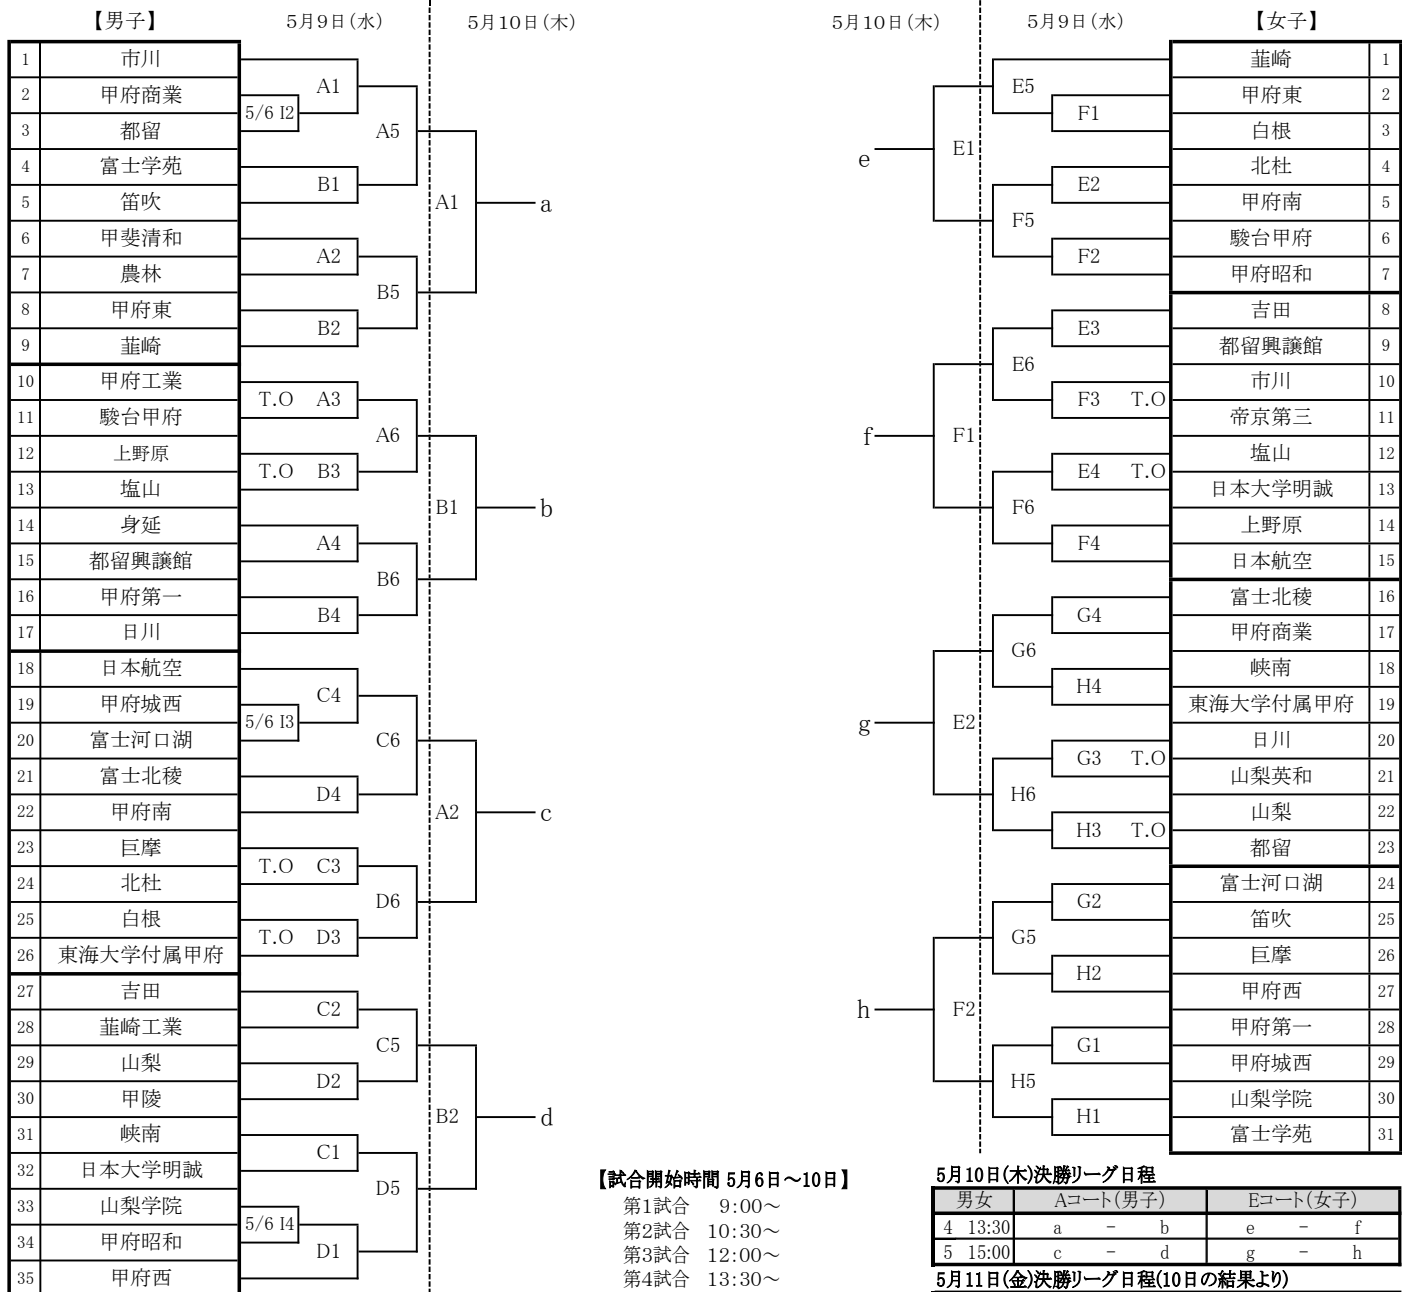 【男子】 5月9日(水) 5月10日(木) 5月10日(木) 5月9日(水) 【女子】
1 市川
2 甲府商業
3 都留
4 富士学苑
5 笛吹
6 甲斐清和
7 農林
8 甲府東
9 韮崎
10 甲府工業
11 駿台甲府
12 上野原
13 塩山
14 身延
15 都留興譲館
16 甲府第一
17 日川
18 日本航空
19 甲府城西
20 富士河口湖
21 富士北稜
22 甲府南
23 巨摩
24 北杜
25 白根
26 東海大学付属甲府
27 吉田
28 韮崎工業
29 山梨
30 甲陵
31 峡南
32 日本大学明誠
33 山梨学院
34 甲府昭和
35 甲府西
A1
5/6 I2
A5
B1
A1 a
A2
B5
B2
T.O A3
A6
T.O B3
B1 b
A4
B6
B4
C4
5/6 I3
C6
D4
A2 c
T.O C3
D6
T.O D3
C2
C5
D2
B2 d
C1
D5
5/6 I4
D1
E5
F1
e E1
E2
F5
F2
E3
E6
F3 T.O
f F1
E4 T.O
F6
F4
G4
G6
H4
g E2
G3 T.O
H6
H3 T.O
G2
G5
H2
h F2
G1
H5
H1
韮崎 1
甲府東 2
白根 3
北杜 4
甲府南 5
駿台甲府 6
甲府昭和 7
吉田 8
都留興譲館 9
市川 10
帝京第三 11
塩山 12
日本大学明誠 13
上野原 14
日本航空 15
富士北稜 16
甲府商業 17
峡南 18
東海大学付属甲府 19
日川 20
山梨英和 21
山梨 22
都留 23
富士河口湖 24
笛吹 25
巨摩 26
甲府西 27
甲府第一 28
甲府城西 29
山梨学院 30
富士学苑 31
【試合開始時間 5月6日～10日】
第1試合 9:00～
第2試合 10:30～
第3試合 12:00～
第4試合 13:30～
5月10日(木)決勝リーグ日程
男女 Aコート(男子) Eコート(女子)
4 13:30 a － b e － f
5 15:00 c － d g － h
5月11日(金)決勝リーグ日程(10日の結果より)